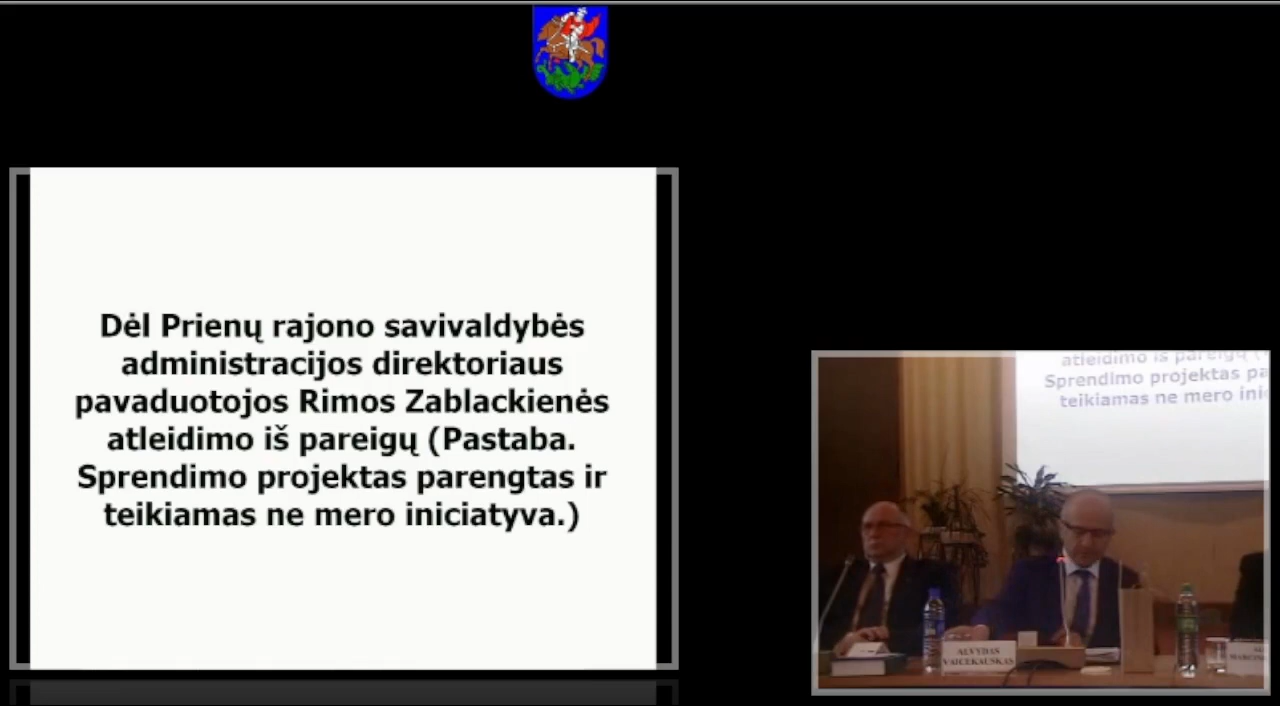 Dėl Prienų rajono savivaldybės
administracijos direktoriaus
pavaduotojos Rimos Zablackienės
atleidimo iš pareigų (Pastaba.
Sprendimo projektas parengtas ir
teikiamas ne mero iniciatyva.)
atleidimo iš pareigų (
Sprendimo projektas pa
teikiamas ne mero ini
ALVYDAS
VAICEKAUSKAS